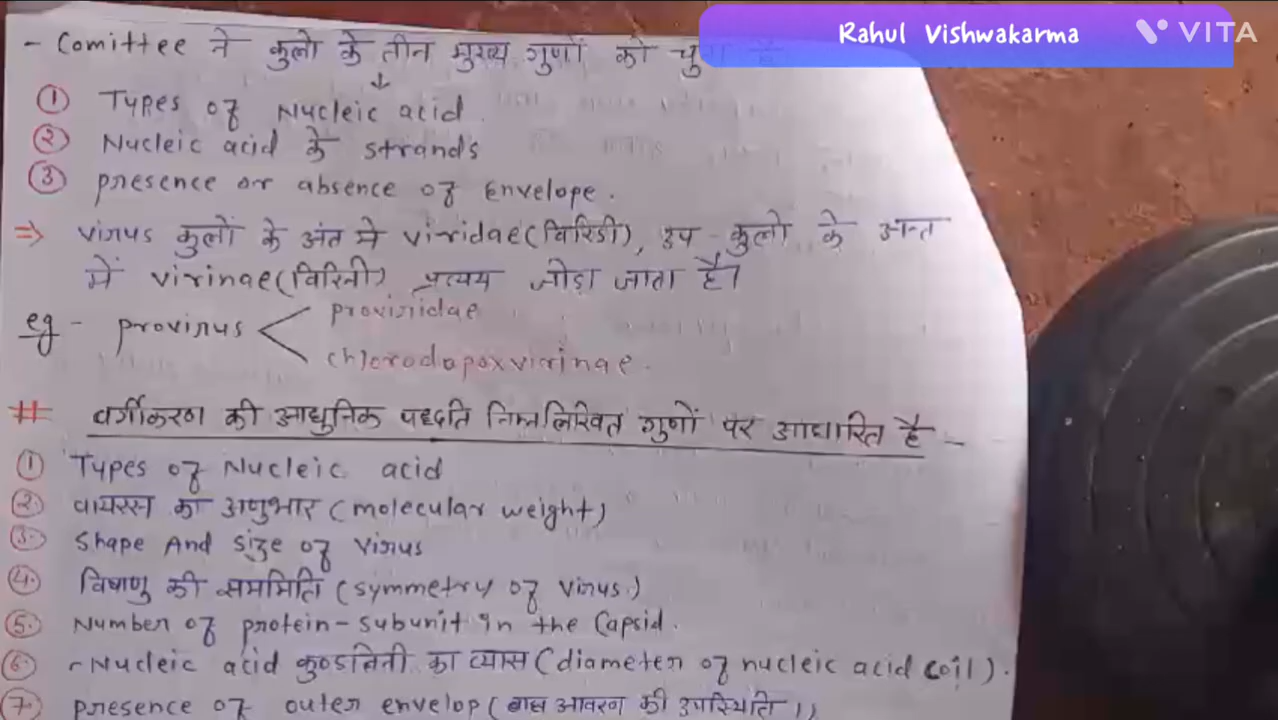 Rahul Vishwakarma
VITA
- Comittee ने कुलो के तीन मुख्य गुणों को
① Types of Nucleic acid
② Nucleic acid के strands
③ presence or absence of Envelope.
⇒ virus कुलों के अंत मे viridae (विरिडी), उप - कुलो के अन्त
में virinae (विरिनी) प्रत्यय जोड़ा जाता है।
eg - provirus
proviridae
chlorodapoxvirinae.
# वर्गीकरण की आधुनिक पद्धति निम्नलिखित गुणों पर आधारित है -
① Types of Nucleic acid
②. वायरस का अणुभार (molecular weight)
③. Shape And size of Virus
④. विषाणु की सममिति (symmetry of virus.)
⑤. Number of protein-subunit in the Capsid.
⑥. Nucleic acid कुण्डलिनी का व्यास (diameter of nucleic acid coil).
⑦. presence of outer envelop (बाह्य आवरण की उपस्थिति))